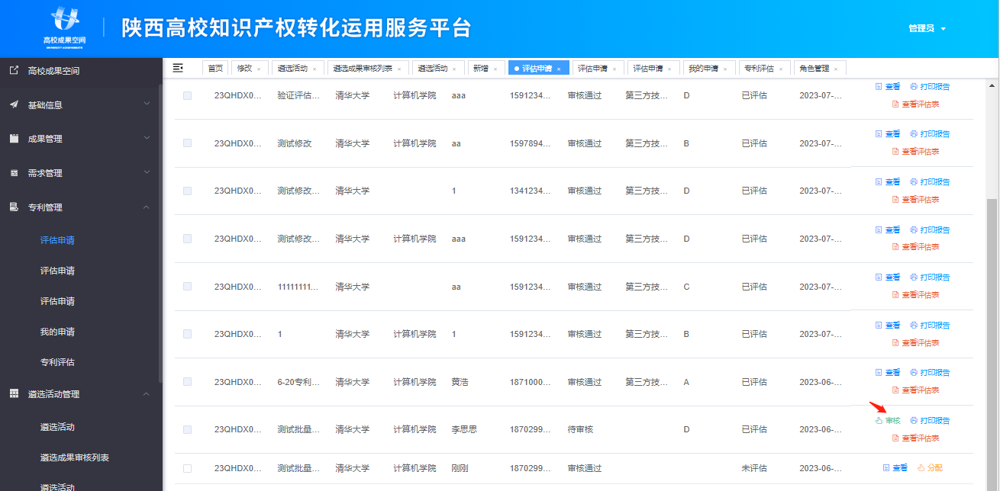 高校成果空间
陕西高校知识产权转化运用服务平台
管理员
高校成果空间
基础信息
成果管理
需求管理
专利管理
评估申请
评估申请
评估申请
我的申请
专利评估
遴选活动管理
遴选活动
遴选成果审核列表
遴选活动
首页 修改 × 遴选活动 × 遴选成果审核列表 × 遴选活动 × 新增 × 评估申请 × 评估申请 × 评估申请 × 我的申请 × 专利评估 × 角色管理 ×
23QHDX0... 验证评估... 清华大学 计算机学院 aaa 1591234... 审核通过 第三方技... D 已评估 2023-07-... 查看 打印报告
查看评估表
23QHDX0... 测试修改 清华大学 计算机学院 aa 1597894... 审核通过 第三方技... B 已评估 2023-07-... 查看 打印报告
查看评估表
23QHDX0... 测试修改... 清华大学 1 1341234... 审核通过 第三方技... D 已评估 2023-07-... 查看 打印报告
查看评估表
23QHDX0... 测试修改... 清华大学 计算机学院 aaa 1591234... 审核通过 第三方技... D 已评估 2023-07-... 查看 打印报告
查看评估表
23QHDX0... 11111111... 清华大学 aa 1591234... 审核通过 第三方技... C 已评估 2023-07-... 查看 打印报告
查看评估表
23QHDX0... 1 清华大学 计算机学院 1 1591234... 审核通过 第三方技... B 已评估 2023-07-... 查看 打印报告
查看评估表
23QHDX0... 6-20专利... 清华大学 计算机学院 黄浩 1871000... 审核通过 第三方技... A 已评估 2023-06-... 查看 打印报告
查看评估表
23QHDX0... 测试批量... 清华大学 计算机学院 李思思 1870299... 待审核 D 已评估 2023-06-... 审核 打印报告
查看评估表
23QHDX0... 测试批量... 清华大学 计算机学院 刚刚 1870299... 审核通过 未评估 2023-06-... 查看 分配